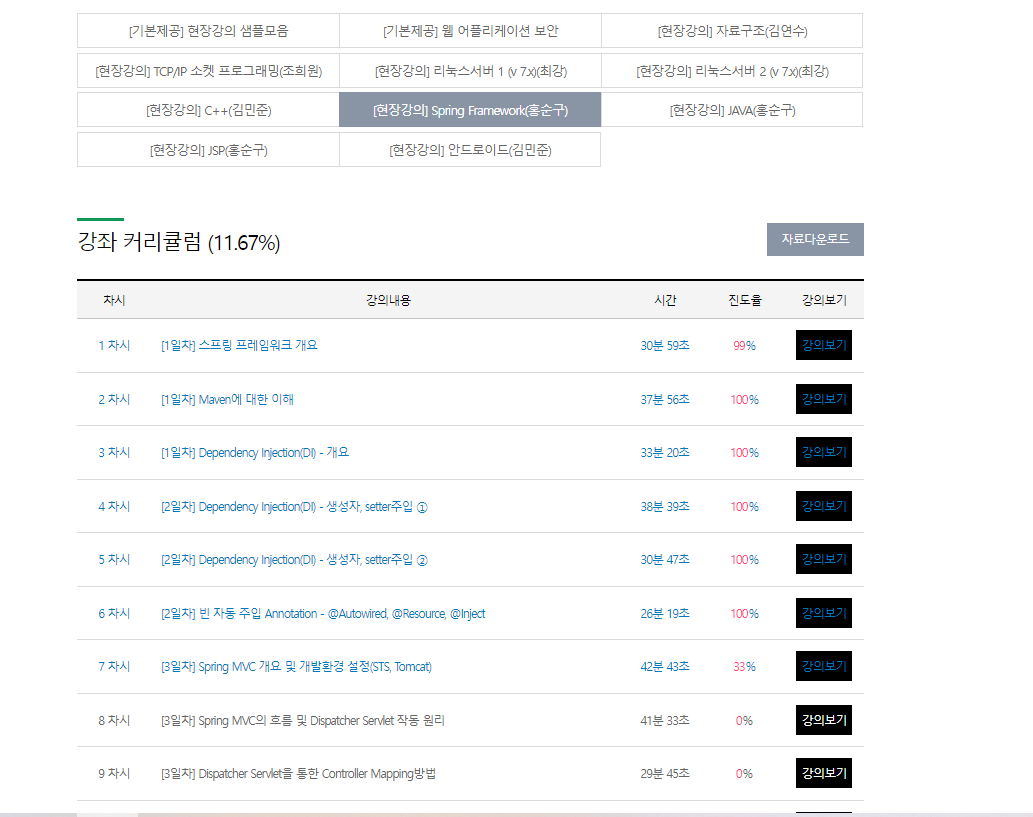 [기본제공] 현장강의 샘플모음 [기본제공] 웹 어플리케이션 보안 [현장강의] 자료구조(김연수)
[현장강의] TCP/IP 소켓 프로그래밍(조희원) [현장강의] 리눅스서버 1 (v 7.x)(최강) [현장강의] 리눅스서버 2 (v 7.x)(최강)
[현장강의] C++(김민준) [현장강의] Spring Framework(홍순구) [현장강의] JAVA(홍순구)
[현장강의] JSP(홍순구) [현장강의] 안드로이드(김민준)
강좌 커리큘럼 (11.67%) 자료다운로드
차시 강의내용 시간 진도율 강의보기
1 차시 [1일차] 스프링 프레임워크 개요 30분 59초 99% 강의보기
2 차시 [1일차] Maven에 대한 이해 37분 56초 100% 강의보기
3 차시 [1일차] Dependency Injection(DI) - 개요 33분 20초 100% 강의보기
4 차시 [2일차] Dependency Injection(DI) - 생성자, setter주입 ① 38분 39초 100% 강의보기
5 차시 [2일차] Dependency Injection(DI) - 생성자, setter주입 ② 30분 47초 100% 강의보기
6 차시 [2일차] 빈 자동 주입 Annotation - @Autowired, @Resource, @Inject 26분 19초 100% 강의보기
7 차시 [3일차] Spring MVC 개요 및 개발환경 설정(STS, Tomcat) 42분 43초 33% 강의보기
8 차시 [3일차] Spring MVC의 흐름 및 Dispatcher Servlet 작동 원리 41분 33초 0% 강의보기
9 차시 [3일차] Dispatcher Servlet을 통한 Controller Mapping방법 29분 45초 0% 강의보기